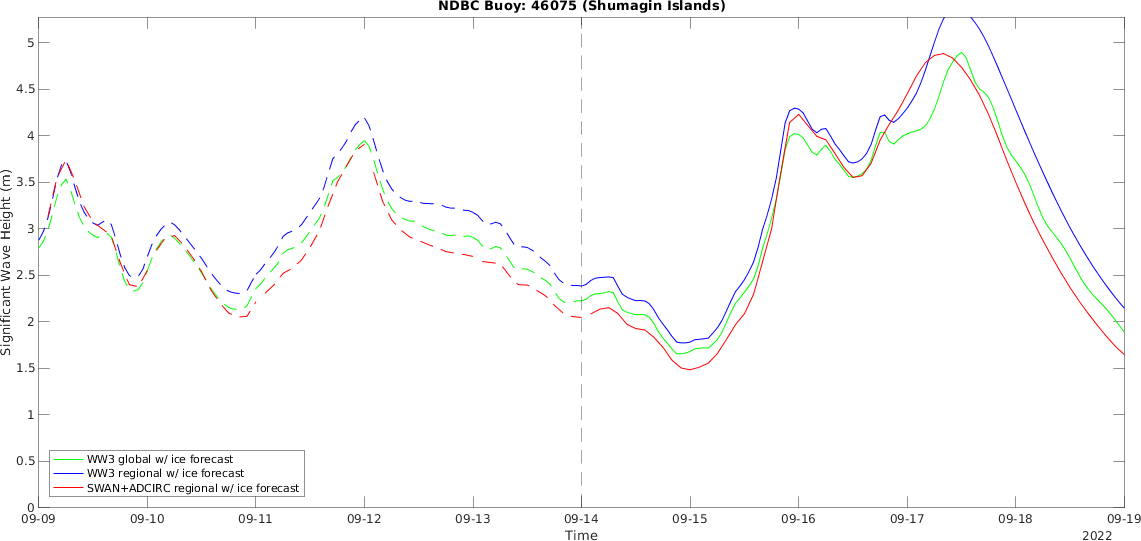 NDBC Buoy: 46075 (Shumagin Islands)
5
4.5
4
3.5
3
2.5
2
1.5
1
0.5
0
Significant Wave Height (m)
WW3 global w/ ice forecast
WW3 regional w/ ice forecast
SWAN+ADCIRC regional w/ ice forecast
09-09 09-10 09-11 09-12 09-13 09-14 09-15 09-16 09-17 09-18 09-19
Time
2022